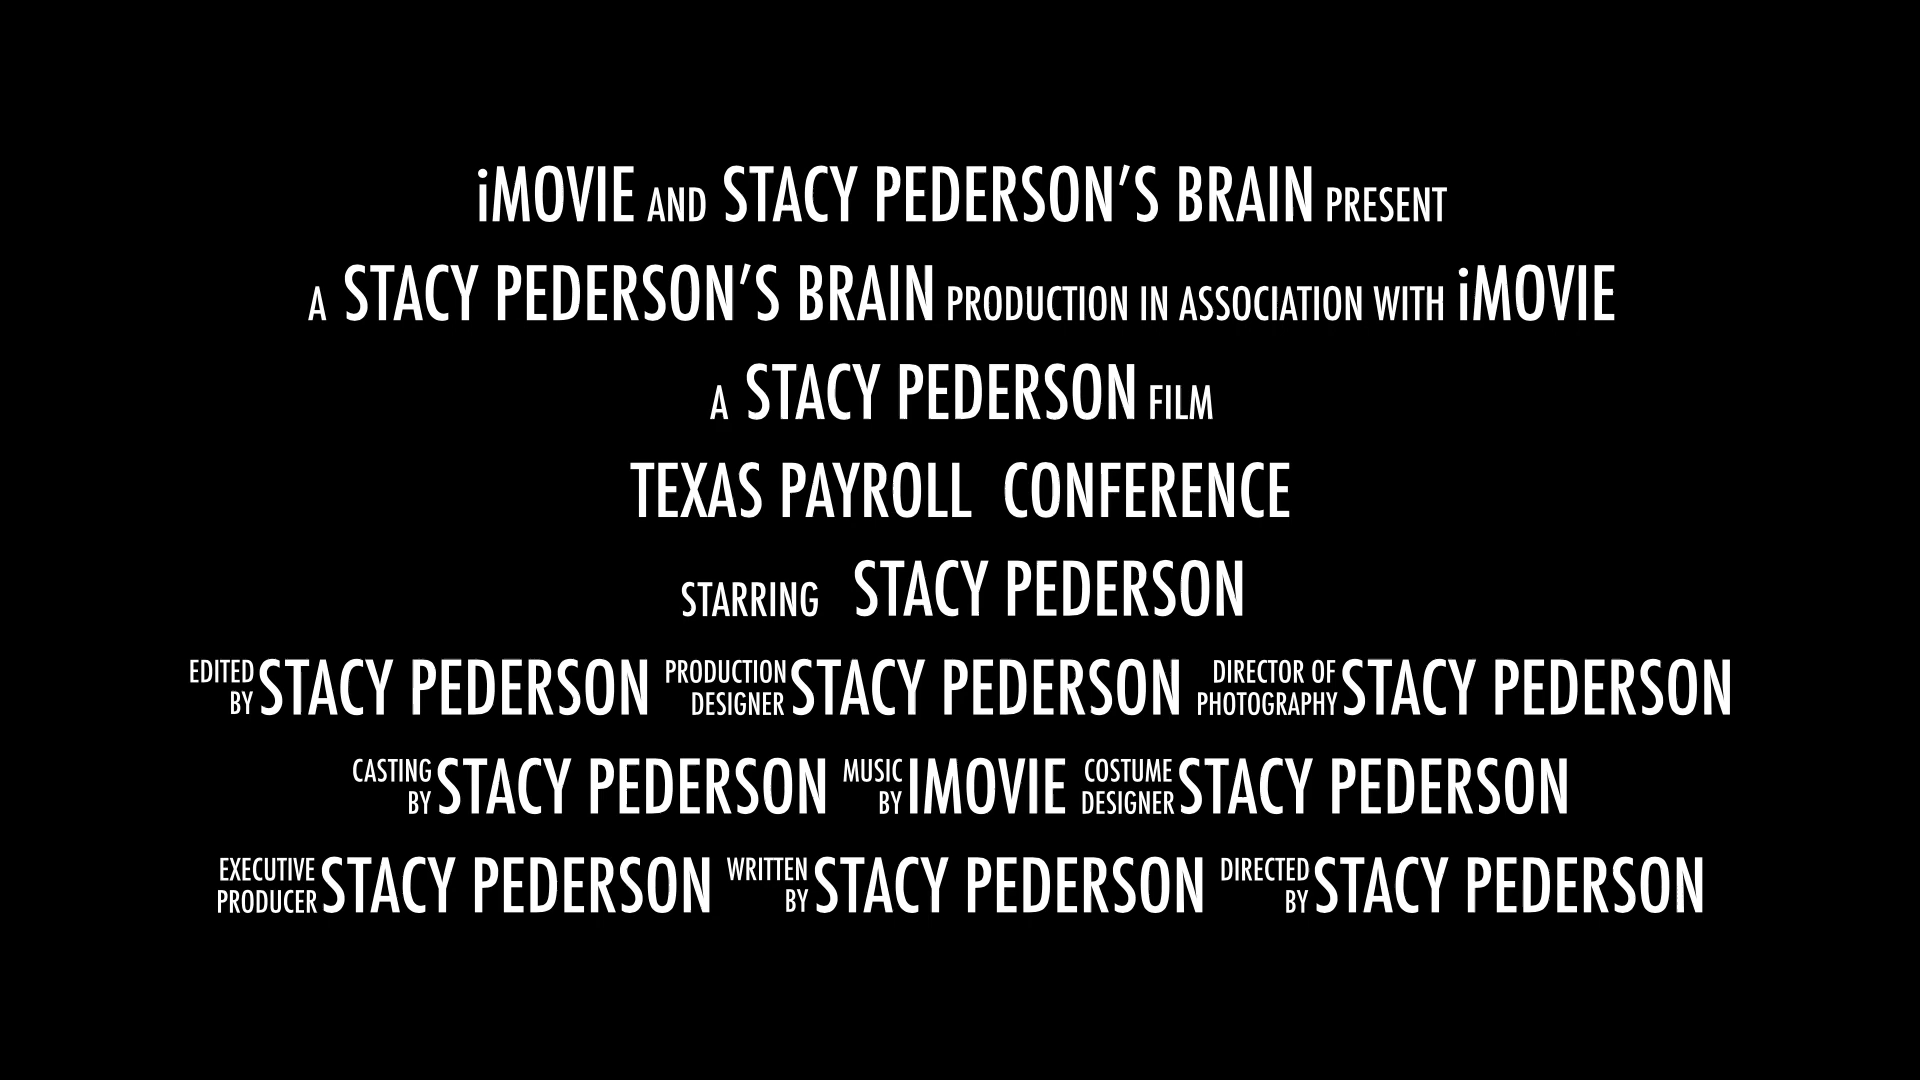 iMOVIE AND STACY PEDERSON’S BRAIN PRESENT
A STACY PEDERSON’S BRAIN PRODUCTION IN ASSOCIATION WITH iMOVIE
A STACY PEDERSON FILM
TEXAS PAYROLL CONFERENCE
STARRING STACY PEDERSON
EDITED BY STACY PEDERSON PRODUCTION DESIGNER STACY PEDERSON DIRECTOR OF PHOTOGRAPHY STACY PEDERSON
CASTING BY STACY PEDERSON MUSIC BY IMOVIE COSTUME DESIGNER STACY PEDERSON
EXECUTIVE PRODUCER STACY PEDERSON WRITTEN BY STACY PEDERSON DIRECTED BY STACY PEDERSON